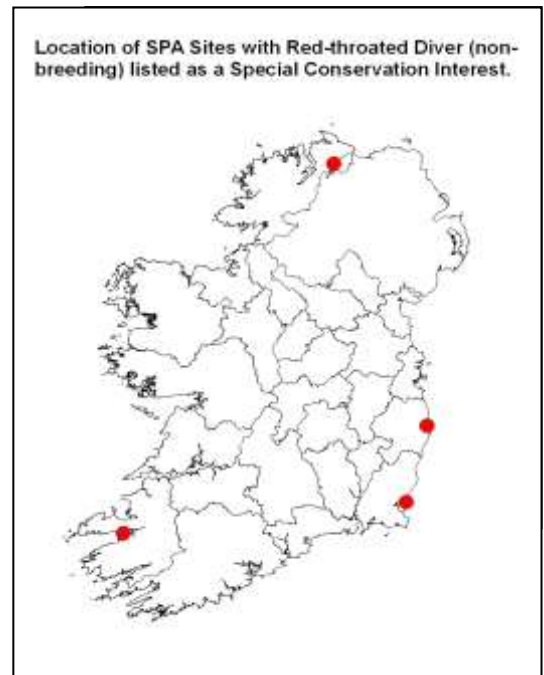 Location of SPA Sites with Red-throated Diver (non-
breeding) listed as a Special Conservation Interest.